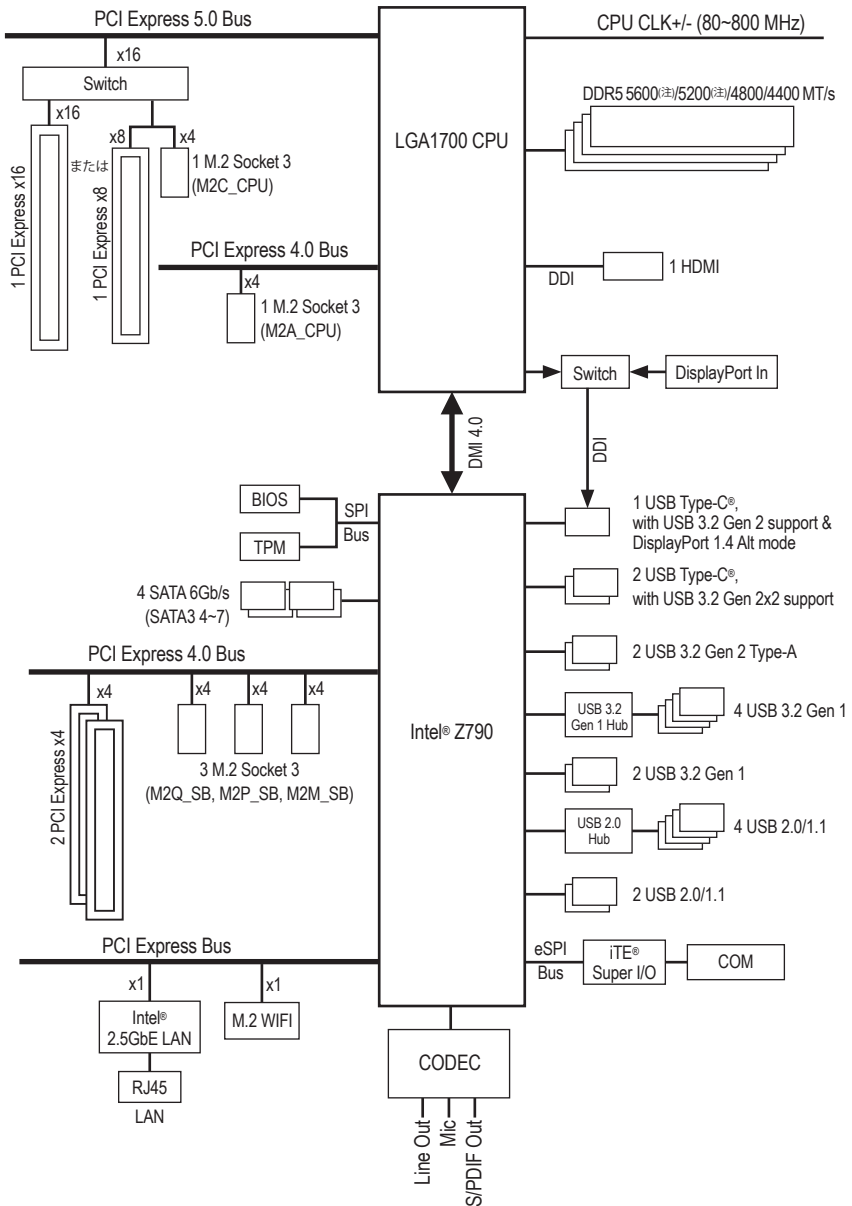 PCI Express 5.0 Bus
CPU CLK+/- (80~800 MHz)
x16
Switch
DDR5 5600(注)/5200(注)/4800/4400 MT/s
x16
x8
x4
LGA1700 CPU
または
1 M.2 Socket 3
(M2C_CPU)
1 PCI Express x16
1 PCI Express x8
PCI Express 4.0 Bus
x4
1 M.2 Socket 3
(M2A_CPU)
DDI
1 HDMI
Switch
DisplayPort In
DMI 4.0
DDI
BIOS
TPM
SPI
Bus
1 USB Type-C®,
with USB 3.2 Gen 2 support &
DisplayPort 1.4 Alt mode
4 SATA 6Gb/s
(SATA3 4~7)
2 USB Type-C®,
with USB 3.2 Gen 2x2 support
PCI Express 4.0 Bus
2 USB 3.2 Gen 2 Type-A
x4
x4
x4
x4
2 PCI Express x4
3 M.2 Socket 3
(M2Q_SB, M2P_SB, M2M_SB)
Intel® Z790
USB 3.2
Gen 1 Hub
4 USB 3.2 Gen 1
2 USB 3.2 Gen 1
USB 2.0
Hub
4 USB 2.0/1.1
2 USB 2.0/1.1
PCI Express Bus
eSPI
Bus
iTE®
Super I/O
COM
x1
x1
Intel®
2.5GbE LAN
M.2 WIFI
RJ45
LAN
CODEC
Line Out
Mic
S/PDIF Out